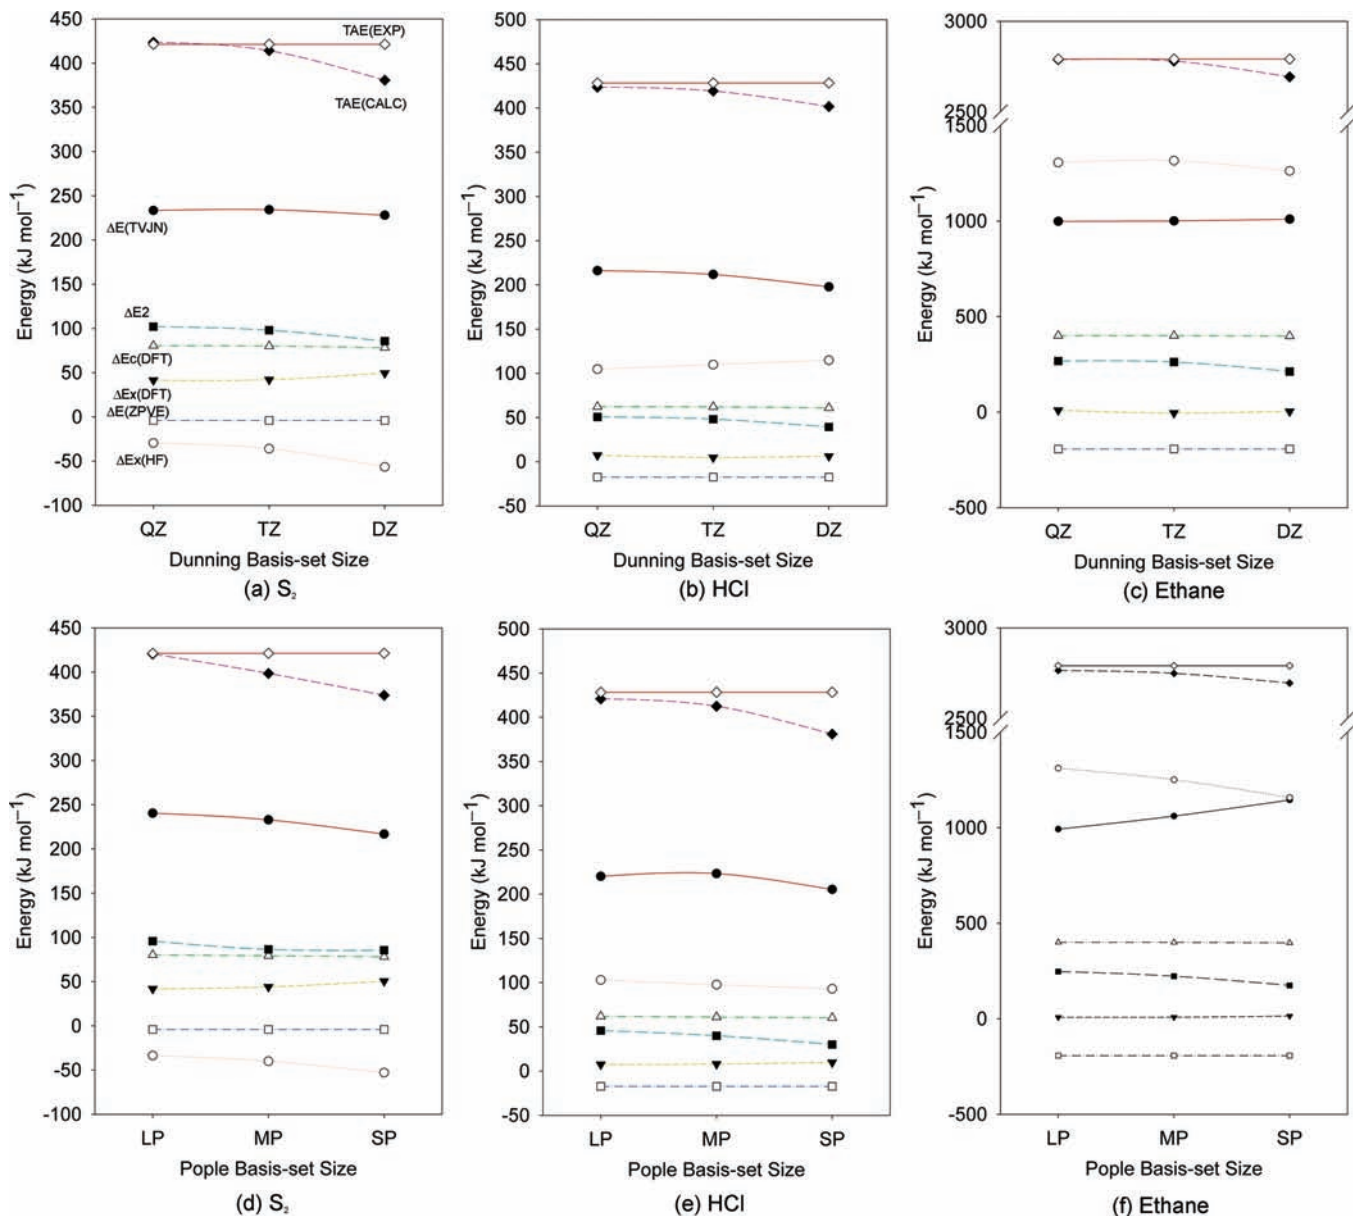 450
400
350
300
250
200
150
100
50
0
-50
-100
Energy (kJ mol⁻¹)
TAE(EXP)
TAE(CALC)
ΔE(TVJN)
ΔE2
ΔEc(DFT)
ΔEx(DFT)
ΔE(ZPVE)
ΔEx(HF)
QZ TZ DZ
Dunning Basis-set Size
(a) S₂
500
450
400
350
300
250
200
150
100
50
0
-50
Energy (kJ mol⁻¹)
QZ TZ DZ
Dunning Basis-set Size
(b) HCl
3000
2500
1500
1000
500
0
-500
Energy (kJ mol⁻¹)
QZ TZ DZ
Dunning Basis-set Size
(c) Ethane
450
400
350
300
250
200
150
100
50
0
-50
-100
Energy (kJ mol⁻¹)
LP MP SP
Pople Basis-set Size
(d) S₂
500
450
400
350
300
250
200
150
100
50
0
-50
Energy (kJ mol⁻¹)
LP MP SP
Pople Basis-set Size
(e) HCl
3000
2500
1500
1000
500
0
-500
Energy (kJ mol⁻¹)
LP MP SP
Pople Basis-set Size
(f) Ethane